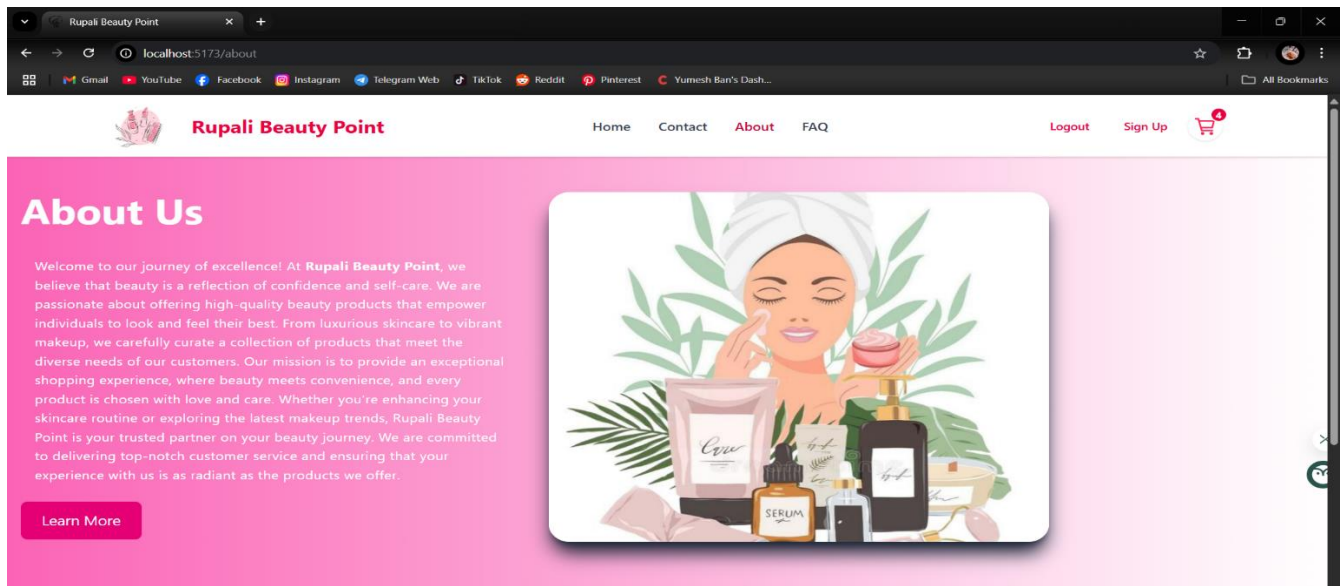 Rupali Beauty Point
localhost:5173/about
Gmail YouTube Facebook Instagram Telegram Web TikTok Reddit Pinterest Yumesh Ban's Dash... All Bookmarks
Rupali Beauty Point Home Contact About FAQ Logout Sign Up 4
About Us
Welcome to our journey of excellence! At Rupali Beauty Point, we
believe that beauty is a reflection of confidence and self-care. We are
passionate about offering high-quality beauty products that empower
individuals to look and feel their best. From luxurious skincare to vibrant
makeup, we carefully curate a collection of products that meet the
diverse needs of our customers. Our mission is to provide an exceptional
shopping experience, where beauty meets convenience, and every
product is chosen with love and care. Whether you're enhancing your
skincare routine or exploring the latest makeup trends, Rupali Beauty
Point is your trusted partner on your beauty journey. We are committed
to delivering top-notch customer service and ensuring that your
experience with us is as radiant as the products we offer.
Learn More
Care
SERUM